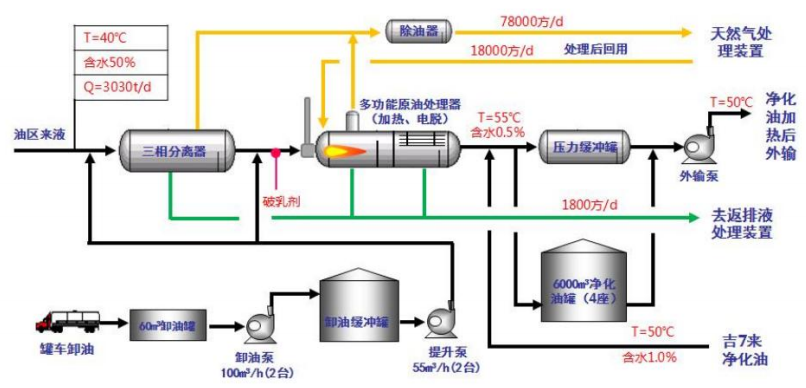 T=40℃
含水50%
Q=3030t/d
油区来液
三相分离器
除油器
78000方/d
18000方/d
处理后回用
天然气处
理装置
多功能原油处理器
（加热、电脱）
T=55℃
含水0.5%
压力缓冲罐
T=50℃
净化
油加
热后
外输
外输泵
破乳剂
1800方/d
去返排液
处理装置
6000m³净化
油罐（4座）
罐车卸油
60m³卸油罐
卸油泵
100m³/h(2台)
卸油缓冲罐
提升泵
55m³/h(2台)
T=50℃
含水1.0%
吉7来
净化油